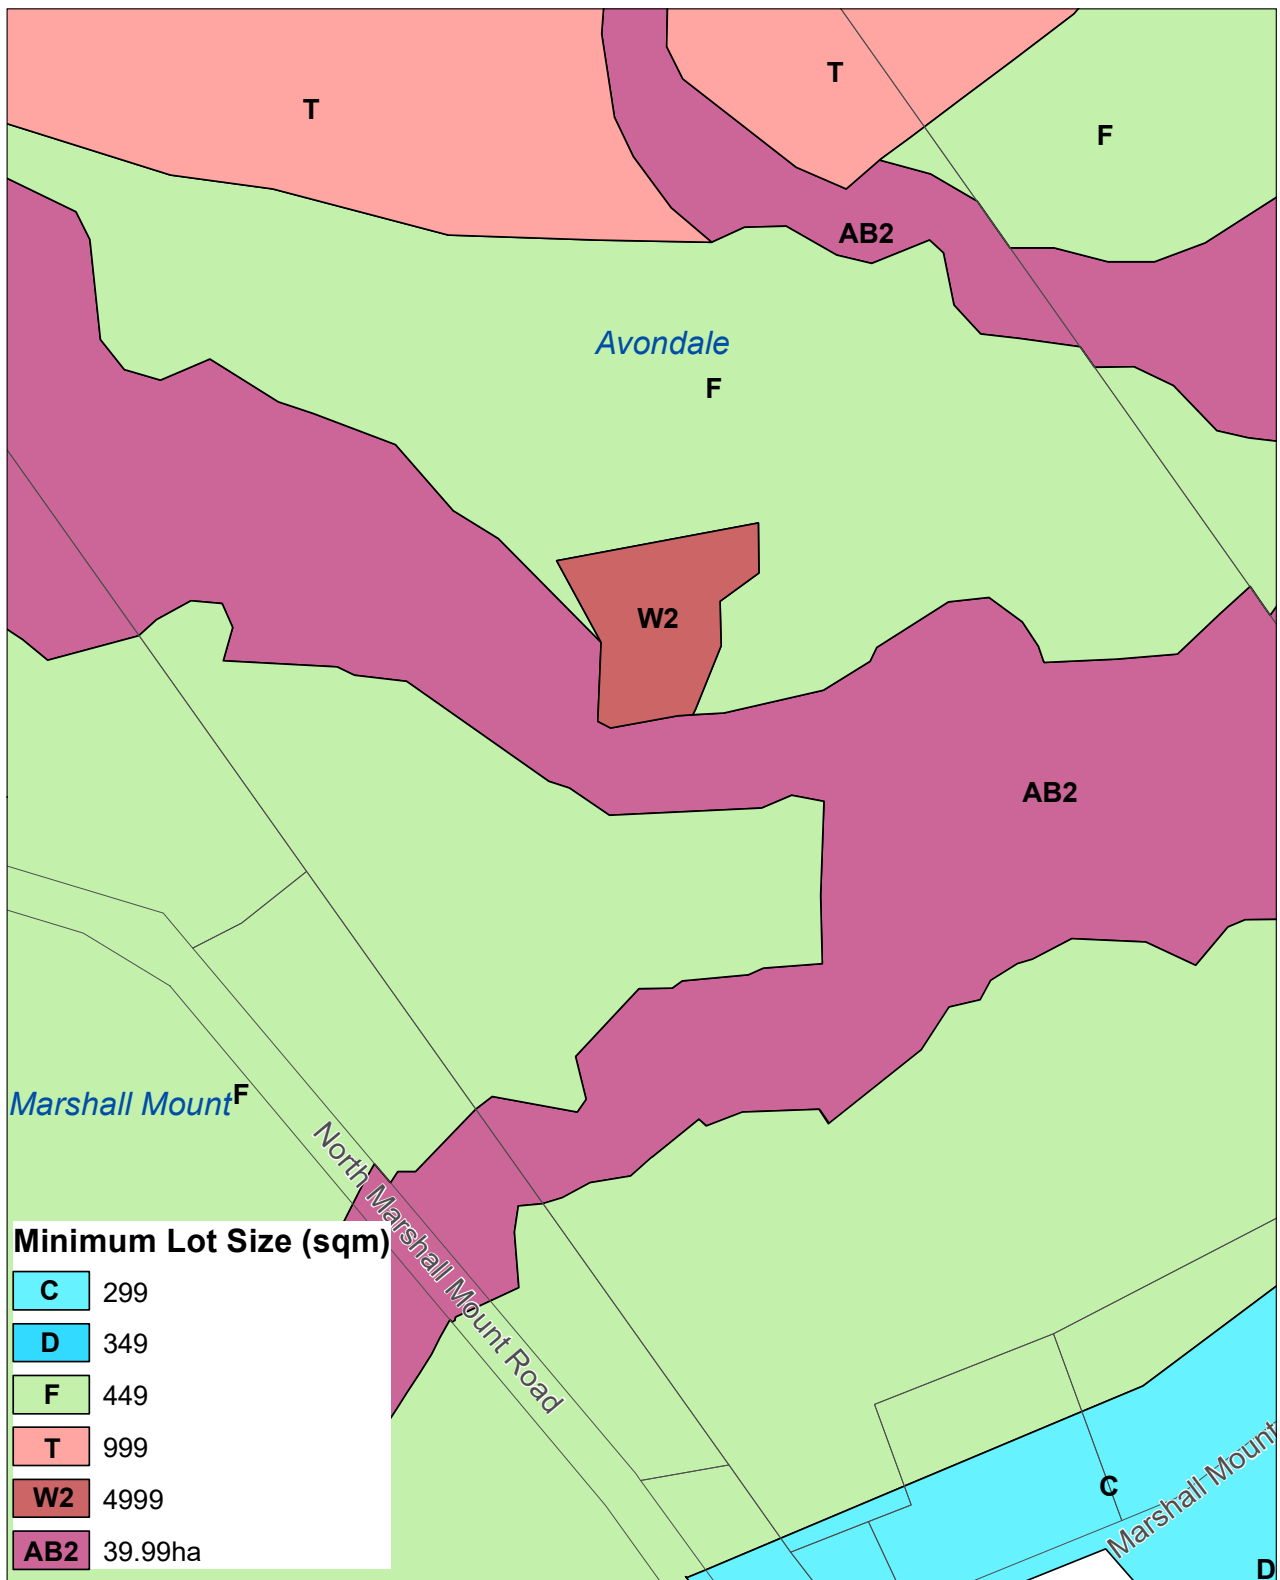 T
T
F
AB2
Avondale
F
W2
AB2
Marshall Mount
F
North Marshall Mount Road
Minimum Lot Size (sqm)
C 299
D 349
F 449
T 999
W2 4999
AB2 39.99ha
C
Marshall Mount
D